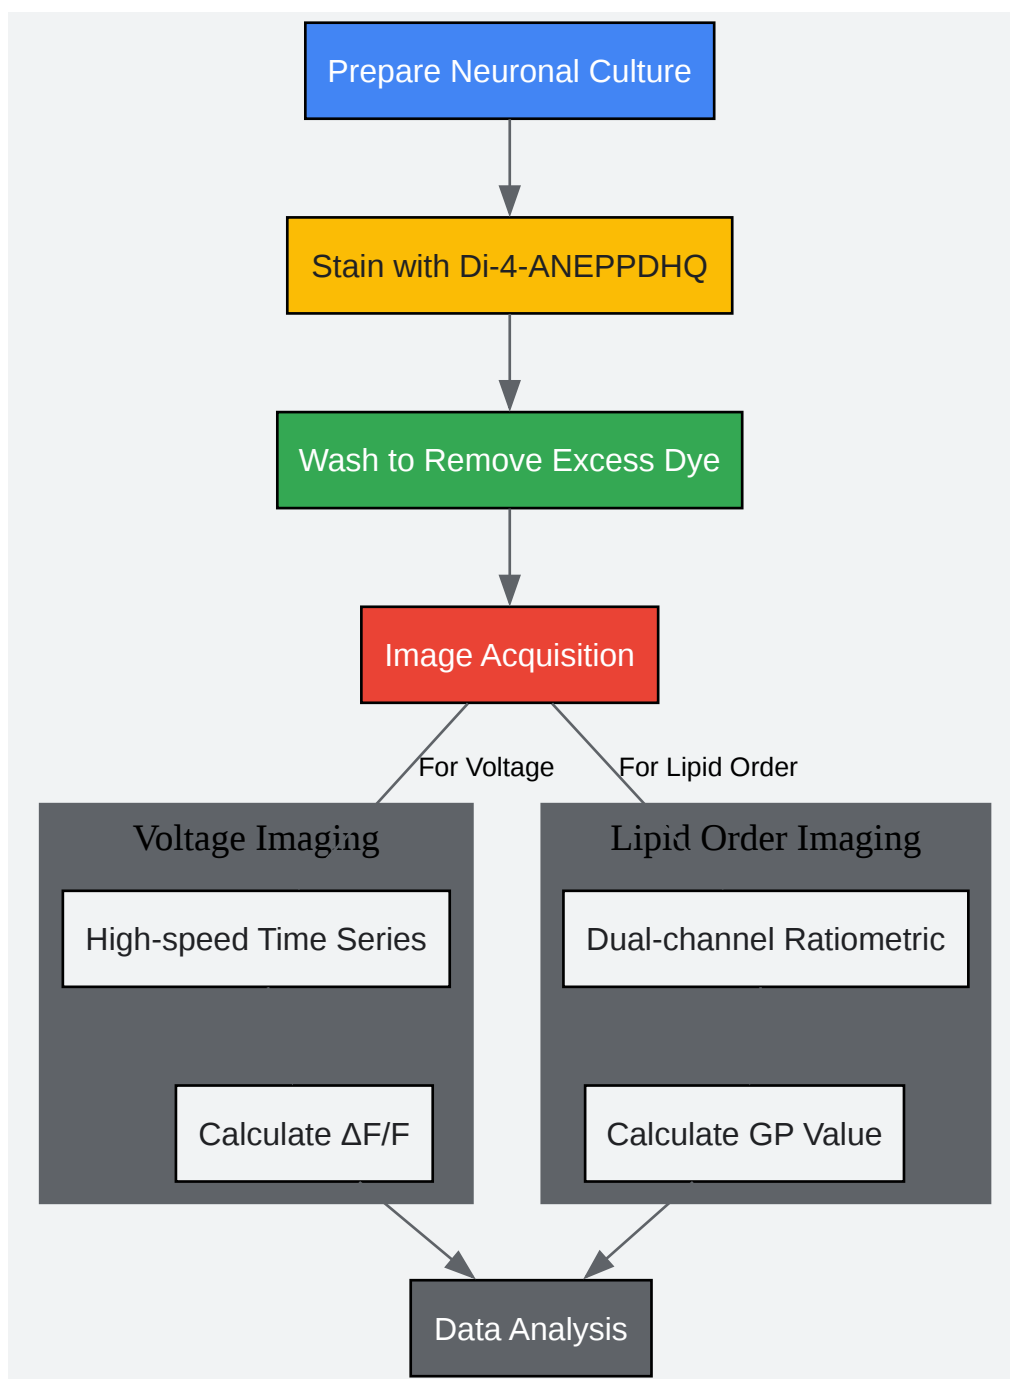 Prepare Neuronal Culture
Stain with Di-4-ANEPPDHQ
Wash to Remove Excess Dye
Image Acquisition
For Voltage
For Lipid Order
Voltage Imaging
Lipid Order Imaging
High-speed Time Series
Dual-channel Ratiometric
Calculate ΔF/F
Calculate GP Value
Data Analysis